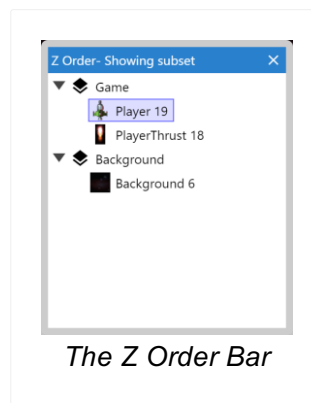 Z Order- Showing subset
Game
Player 19
PlayerThrust 18
Background
Background 6
The Z Order Bar